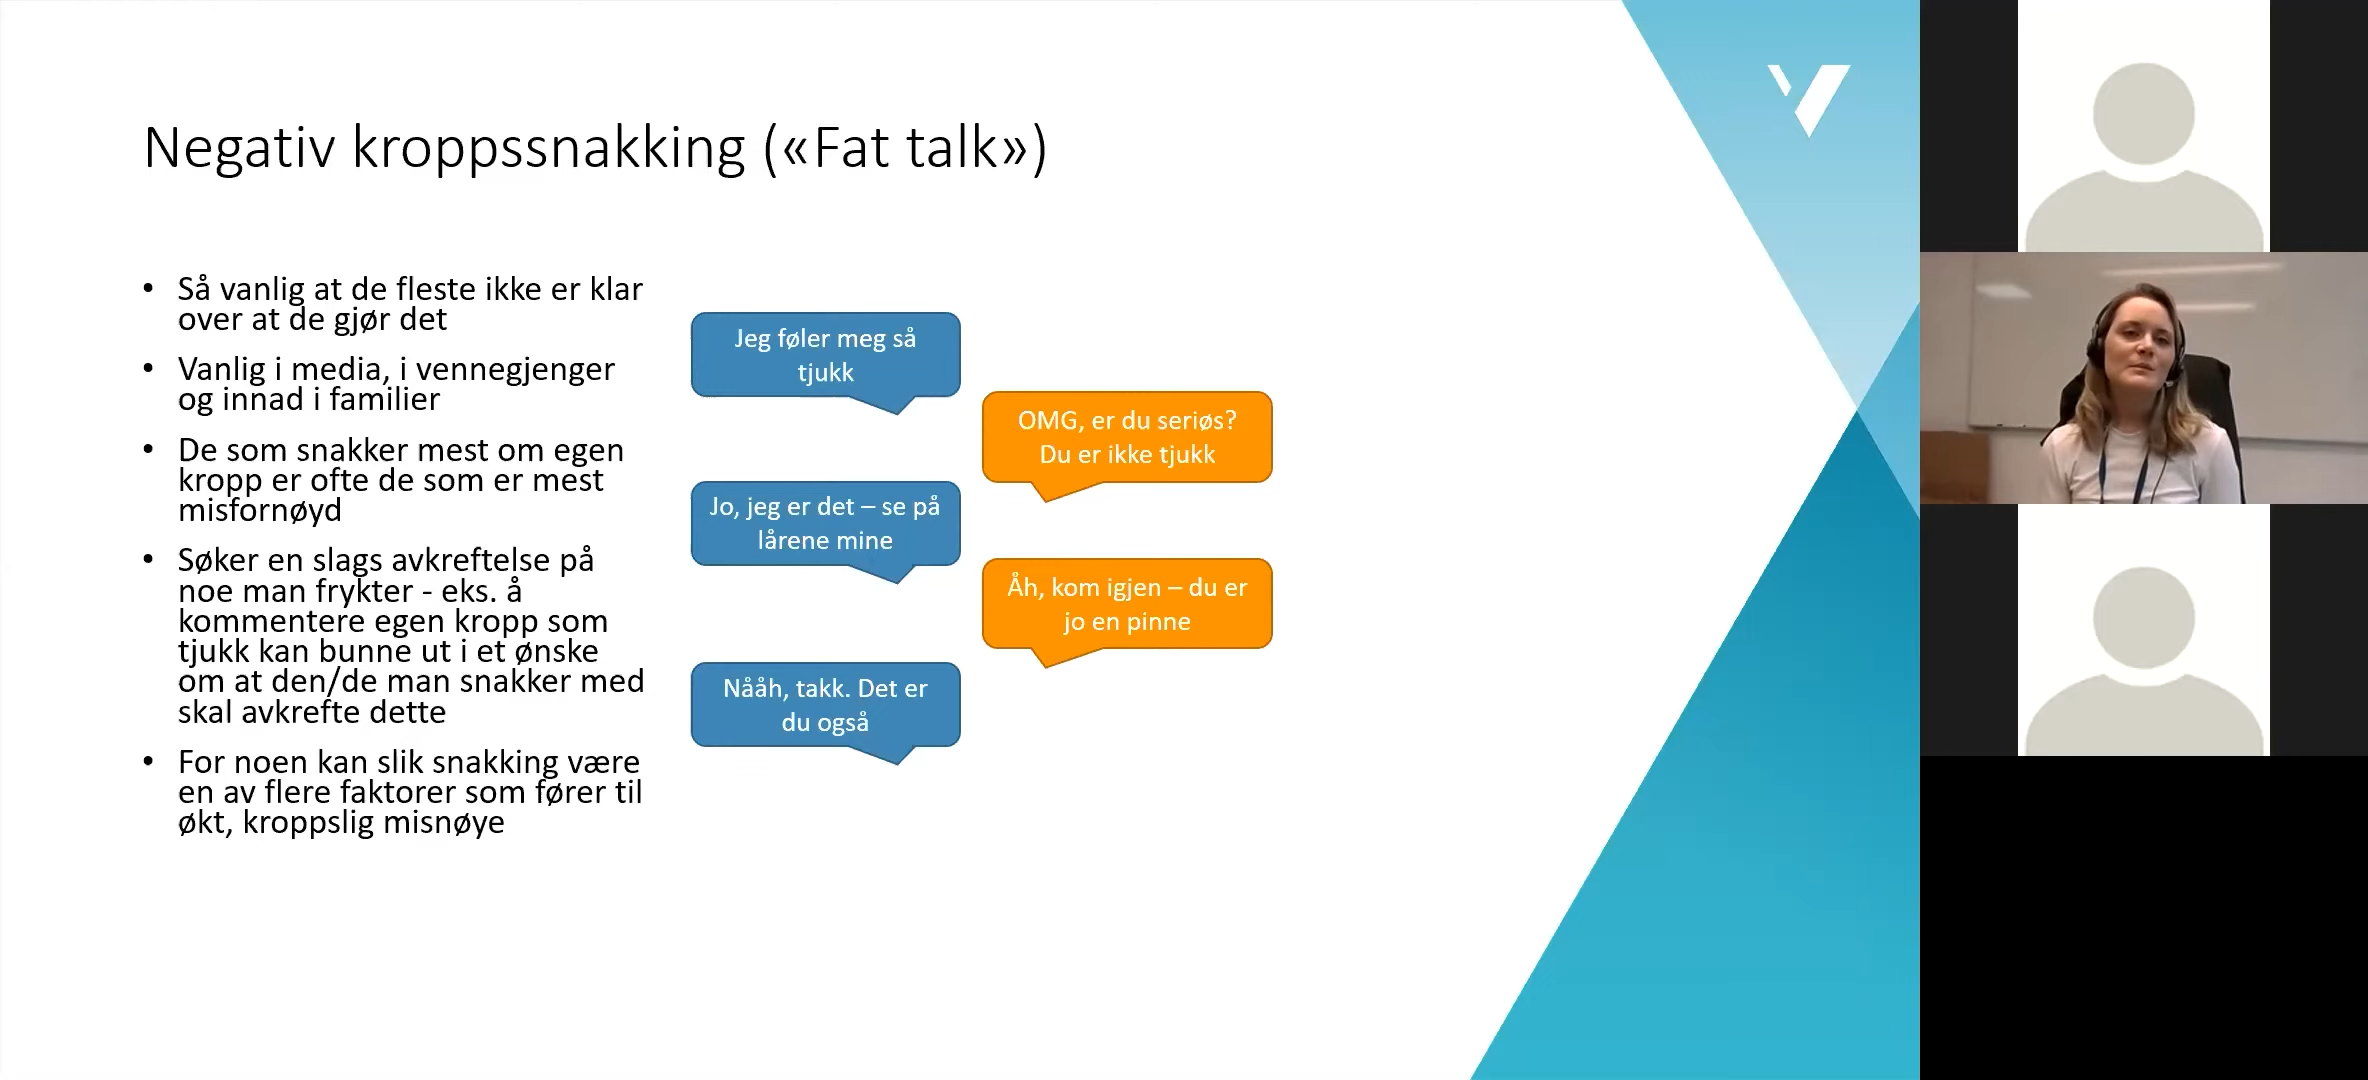 Negativ kroppssnakking («Fat talk»)
• Så vanlig at de fleste ikke er klar
over at de gjør det
• Vanlig i media, i vennegjenger
og innad i familier
• De som snakker mest om egen
kropp er ofte de som er mest
misfornøyd
• Søker en slags avkreftelse på
noe man frykter - eks. å
kommentere egen kropp som
tjukk kan bunne ut i et ønske
om at den/de man snakker med
skal avkrefte dette
• For noen kan slik snakking være
en av flere faktorer som fører til
økt, kroppslig misnøye
Jeg føler meg så
tjukk
OMG, er du seriøs?
Du er ikke tjukk
Jo, jeg er det – se på
lårene mine
Åh, kom igjen – du er
jo en pinne
Nååh, takk. Det er
du også